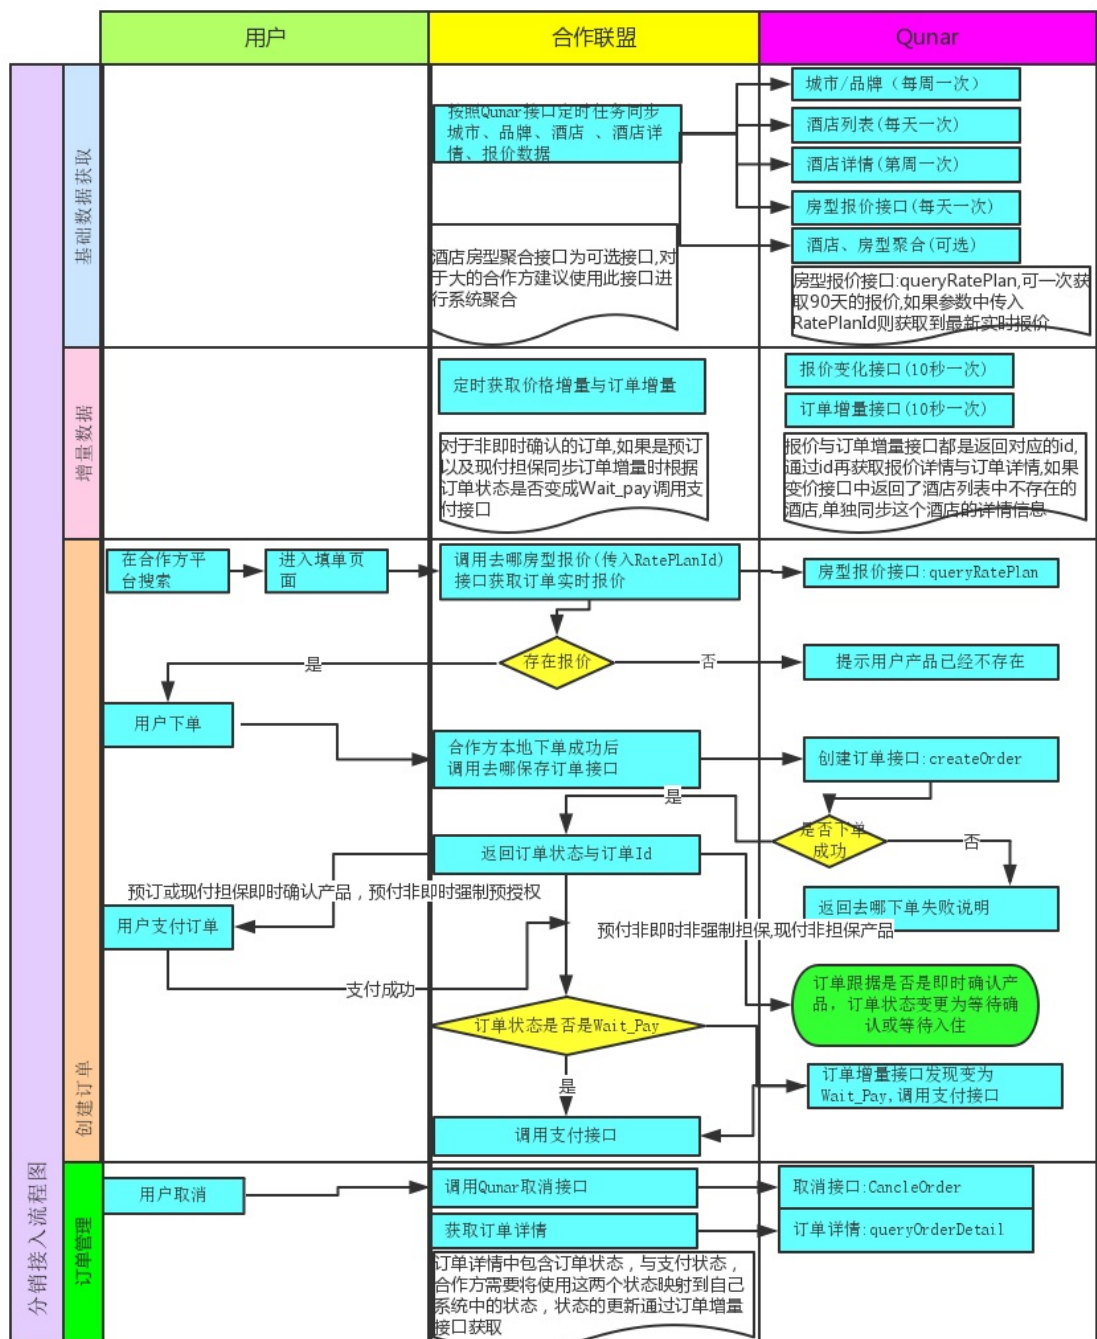 用户
合作联盟
Qunar
分销接入流程图
基础数据获取
按照Qunar接口定时任务同步
城市、品牌、酒店 、酒店详
情、报价数据
城市/品牌（每周一次）
酒店列表(每天一次)
酒店详情(第周一次)
房型报价接口(每天一次)
酒店、房型聚合(可选)
酒店房型聚合接口为可选接口,对
于大的合作方建议使用此接口进
行系统聚合
房型报价接口:queryRatePlan,可一次获
取90天的报价,如果参数中传入
RatePlanId则获取到最新实时报价
增量数据
定时获取价格增量与订单增量
报价变化接口(10秒一次)
订单增量接口(10秒一次)
对于非即时确认的订单,如果是预订
以及现付担保同步订单增量时根据
订单状态是否变成Wait_pay调用支
付接口
报价与订单增量接口都是返回对应的id,
通过id再获取报价详情与订单详情,如果
变价接口中返回了酒店列表中不存在的
酒店,单独同步这个酒店的详情信息
创建订单
在合作方平
台搜索
进入填单页
面
调用去哪房型报价(传入RatePLanId)
接口获取订单实时报价
房型报价接口:queryRatePlan
存在报价
是
否
提示用户产品已经不存在
用户下单
合作方本地下单成功后
调用去哪保存订单接口
创建订单接口:createOrder
是
是否下单
成功
否
返回订单状态与订单Id
预订或现付担保即时确认产品，预付非即时强制预授权
用户支付订单
返回去哪下单失败说明
预付非即时非强制担保,现付非担保产品
支付成功
订单跟据是否是即时确认产
品，订单状态变更为等待确
认或等待入住
订单状态是否是Wait_Pay
是
订单增量接口发现变为
Wait_Pay,调用支付接口
调用支付接口
订单管理
用户取消
调用Qunar取消接口
取消接口:CancleOrder
获取订单详情
订单详情:queryOrderDetail
订单详情中包含订单状态，与支付状态，
合作方需要将使用这两个状态映射到自己
系统中的状态，状态的更新通过订单增量
接口获取